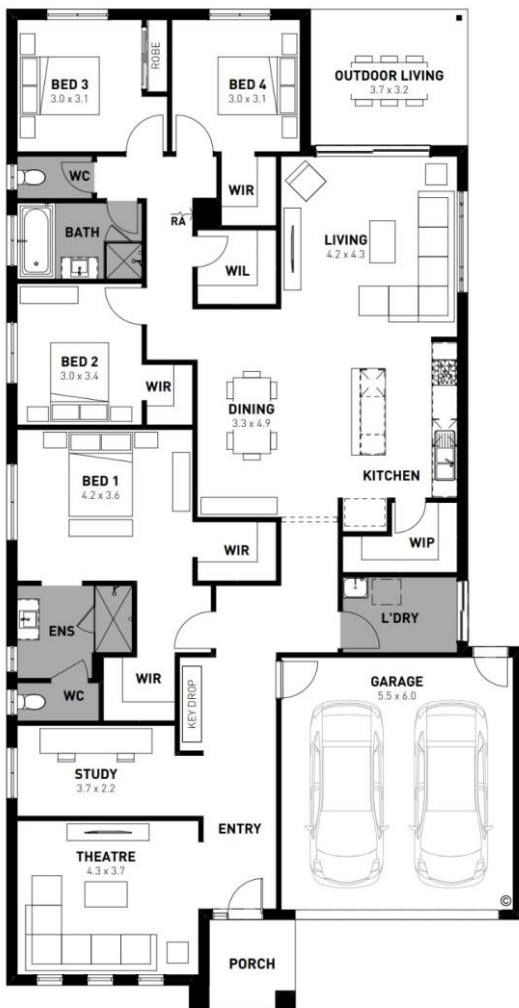 BED 3
3.0 x 3.1
ROBE
BED 4
3.0 x 3.1
OUTDOOR LIVING
3.7 x 3.2
WC
WIR
BATH
RA
WIL
LIVING
4.2 x 4.3
BED 2
3.0 x 3.4
WIR
DINING
3.3 x 4.9
KITCHEN
BED 1
4.2 x 3.6
WIR
WIP
ENS
L'DRY
WIR
WC
KEY DROP
GARAGE
5.5 x 6.0
STUDY
3.7 x 2.2
ENTRY
THEATRE
4.3 x 3.7
©
PORCH